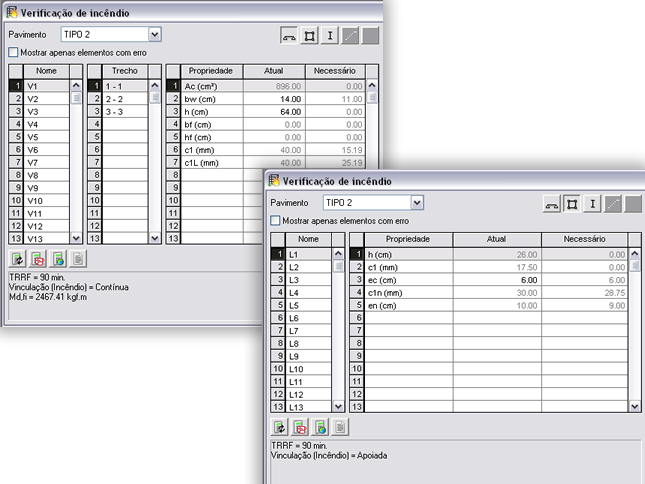 Verificação de incêndio
Pavimento TIPO 2
Mostrar apenas elementos com erro
Nome Trecho Propriedade Atual Necessário
1 V1 1 1 - 1 1 Ac (cm²) 896.00 0.00
2 V2 2 2 - 2 2 bw (cm) 14.00 11.00
3 V3 3 3 - 3 3 h (cm) 64.00 0.00
4 V4 4 4 bf (cm) 0.00 0.00
5 V5 5 5 hf (cm) 0.00 0.00
6 V6 6 6 c1 (mm) 40.00 15.19
7 V7 7 7 c1L (mm) 40.00 25.19
8 V8 8 8
9 V9 9 9
10 V10 10 10
11 V11 11 11
12 V12 12 12
13 V13 13 13
TRRF = 90 min.
Vinculação (Incêndio) = Contínua
Md,fi = 2467.41 kgf.m
Verificação de incêndio
Pavimento TIPO 2
Mostrar apenas elementos com erro
Nome Propriedade Atual Necessário
1 L1 1 h (cm) 26.00 0.00
2 L2 2 c1 (mm) 17.50 0.00
3 L3 3 ec (cm) 6.00 6.00
4 L4 4 c1n (mm) 30.00 28.75
5 L5 5 en (cm) 10.00 9.00
6 L6 6
7 L7 7
8 L8 8
9 L9 9
10 L10 10
11 L11 11
12 L12 12
13 L13 13
TRRF = 90 min.
Vinculação (Incêndio) = Apoiada